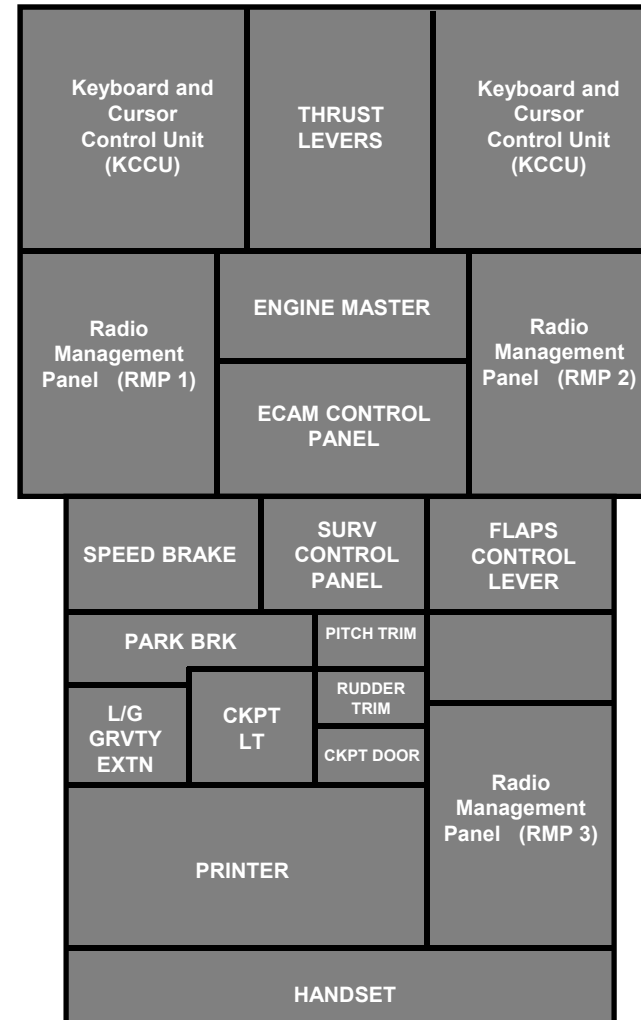 Keyboard and
Cursor
Control Unit
(KCCU)
THRUST
LEVERS
Keyboard and
Cursor
Control Unit
(KCCU)
Radio
Management
Panel (RMP 1)
ENGINE MASTER
Radio
Management
Panel (RMP 2)
ECAM CONTROL
PANEL
SPEED BRAKE
SURV
CONTROL
PANEL
FLAPS
CONTROL
LEVER
PARK BRK
PITCH TRIM
L/G
GRVTY
EXTN
CKPT
LT
RUDDER
TRIM
CKPT DOOR
Radio
Management
Panel (RMP 3)
PRINTER
HANDSET